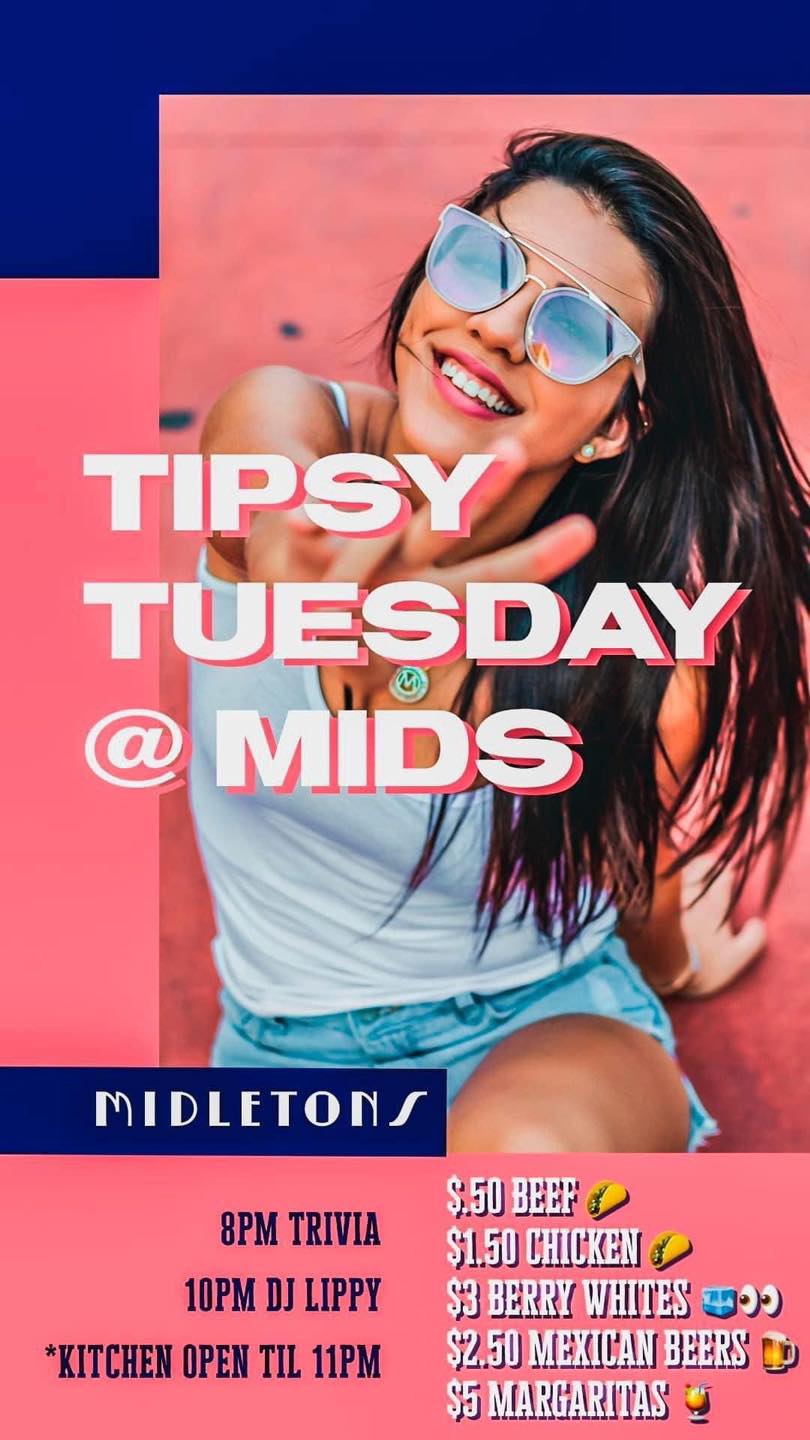 TIPSY
TUESDAY
@ MIDS
MIDLETONS
8PM TRIVIA
10PM DJ LIPPY
*KITCHEN OPEN TIL 11PM
$.50 BEEF 🌮
$1.50 CHICKEN 🌮
$3 BERRY WHITES 🧊👀
$2.50 MEXICAN BEERS 🍺
$5 MARGARITAS 🍹